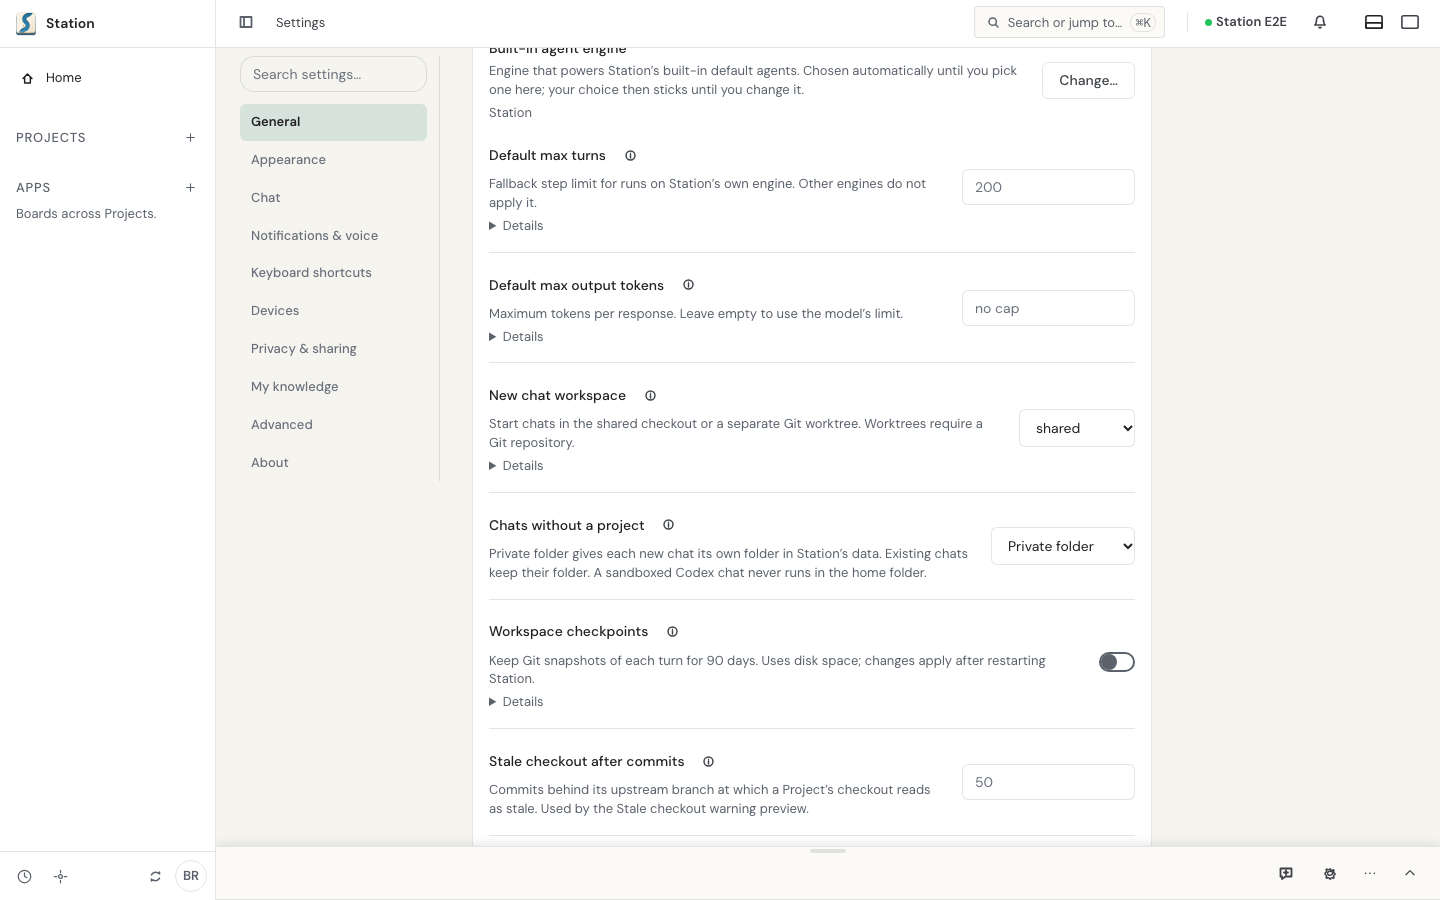 Station
Settings
Search or jump to...
⌘K
Station E2E
Home
PROJECTS
APPS
Boards across Projects.
BR
Search settings...
General
Appearance
Chat
Notifications & voice
Keyboard shortcuts
Devices
Privacy & sharing
My knowledge
Advanced
About
Built-in agent engine
Engine that powers Station's built-in default agents. Chosen automatically until you pick
one here; your choice then sticks until you change it.
Station
Change...
Default max turns
Fallback step limit for runs on Station's own engine. Other engines do not
apply it.
Details
200
Default max output tokens
Maximum tokens per response. Leave empty to use the model's limit.
Details
no cap
New chat workspace
Start chats in the shared checkout or a separate Git worktree. Worktrees require a
Git repository.
Details
shared
Chats without a project
Private folder gives each new chat its own folder in Station's data. Existing chats
keep their folder. A sandboxed Codex chat never runs in the home folder.
Private folder
Workspace checkpoints
Keep Git snapshots of each turn for 90 days. Uses disk space; changes apply after restarting
Station.
Details
Stale checkout after commits
Commits behind its upstream branch at which a Project's checkout reads
as stale. Used by the Stale checkout warning preview.
50